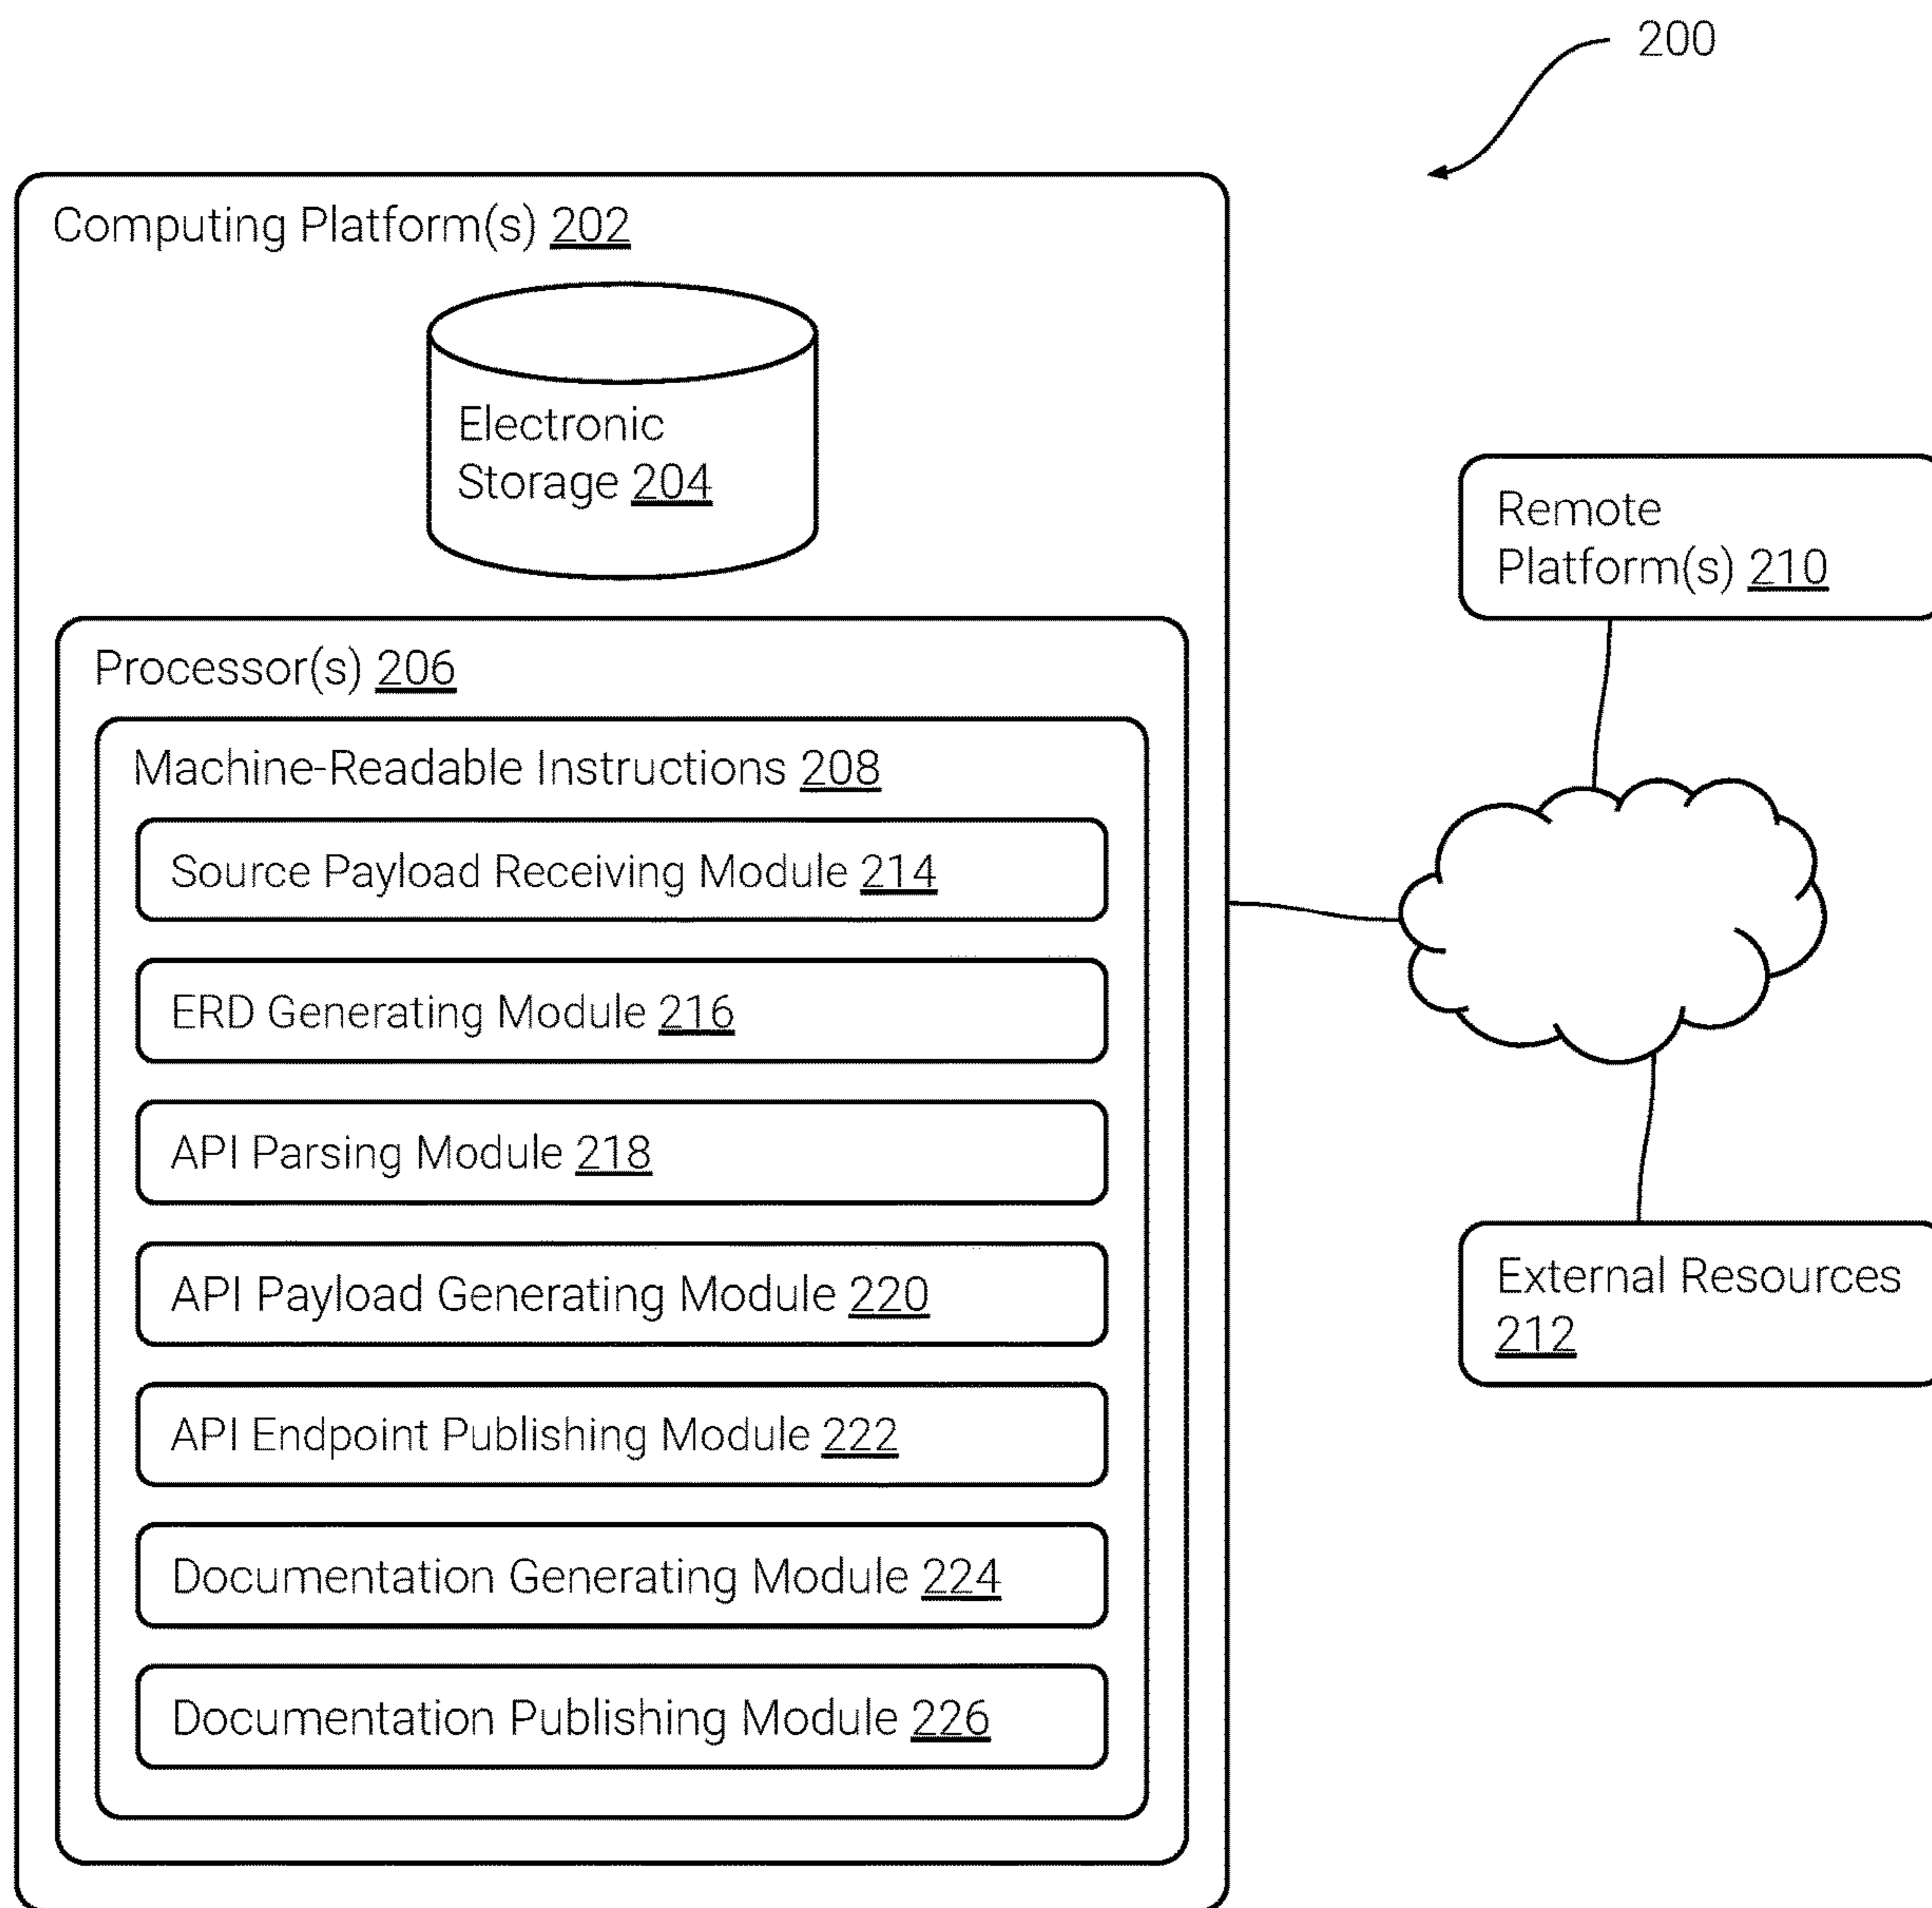 200
Computing Platform(s) 202
Electronic
Storage 204
Remote
Platform(s) 210
Processor(s) 206
Machine-Readable Instructions 208
Source Payload Receiving Module 214
ERD Generating Module 216
API Parsing Module 218
API Payload Generating Module 220
External Resources
212
API Endpoint Publishing Module 222
Documentation Generating Module 224
Documentation Publishing Module 226